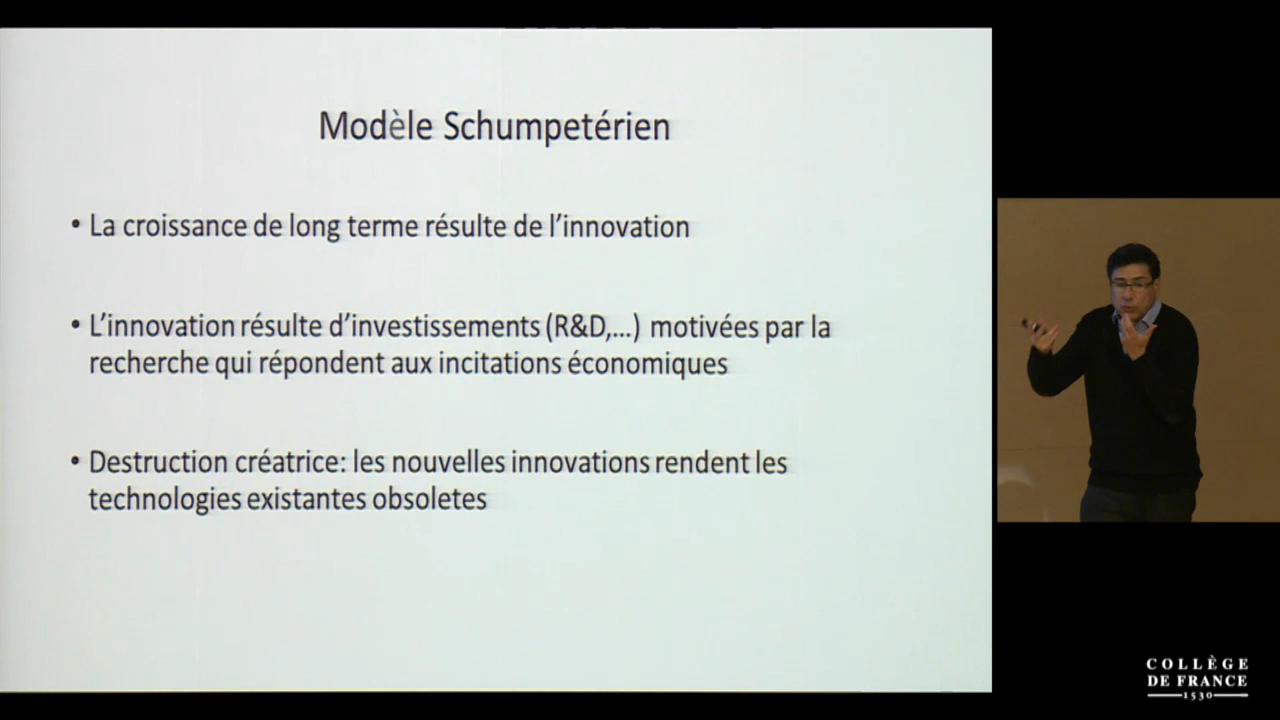 Modèle Schumpetérien
• La croissance de long terme résulte de l'innovation
• L'innovation résulte d'investissements (R&D,...) motivées par la
recherche qui répondent aux incitations économiques
• Destruction créatrice: les nouvelles innovations rendent les
technologies existantes obsoletes
COLLÈGE
DE FRANCE
1530